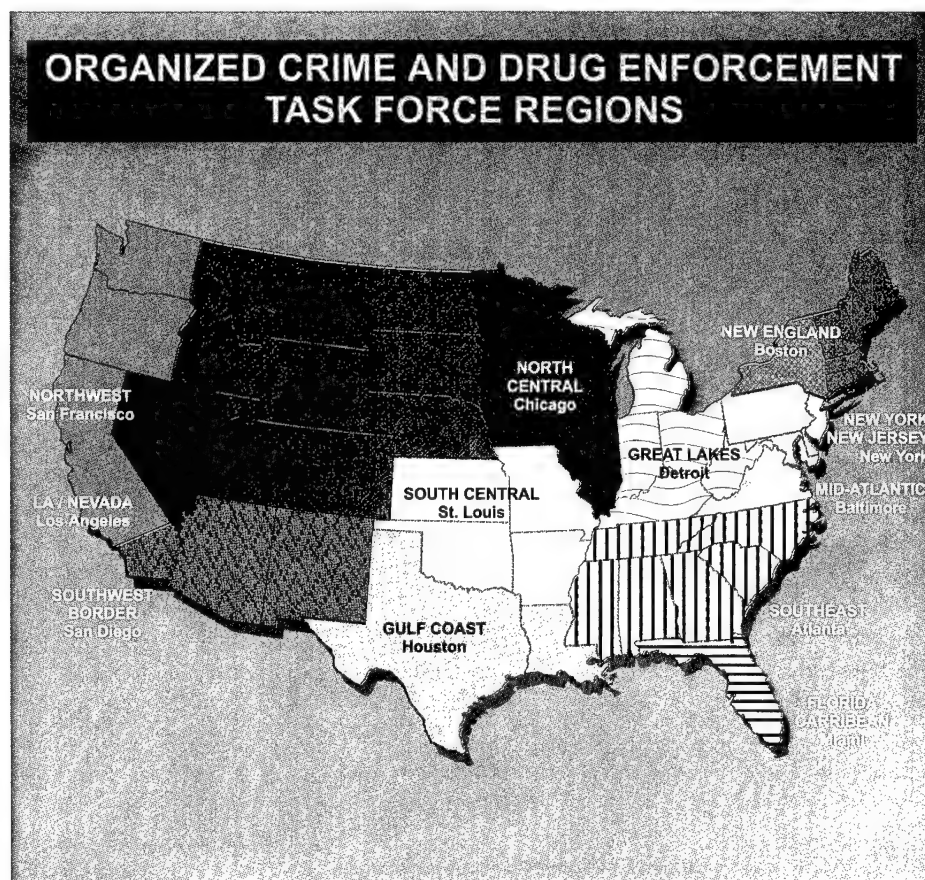 ORGANIZED CRIME AND DRUG ENFORCEMENT
TASK FORCE REGIONS
NEW ENGLAND
Boston
NORTH
CENTRAL
Chicago
NORTHWEST
San Francisco
NEW YORK
NEW JERSEY
New York
GREAT LAKES
Detroit
SOUTH CENTRAL
St. Louis
LA / NEVADA
Los Angeles
MID-ATLANTIC
Baltimore
SOUTHWEST
BORDER
San Diego
SOUTHEAST
Atlanta
GULF COAST
Houston
FLORIDA
CARRIBEAN